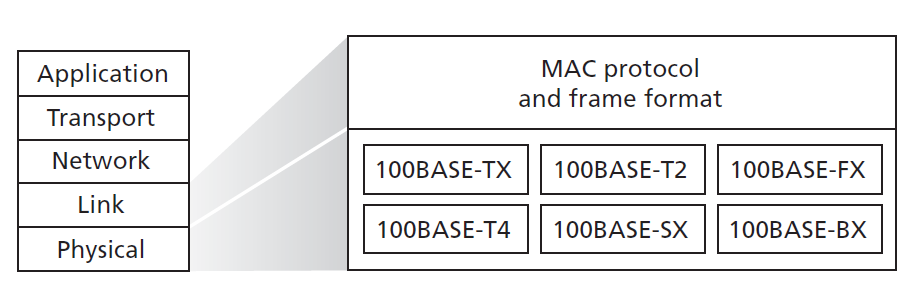 Application
Transport
Network
Link
Physical
MAC protocol
and frame format
100BASE-TX
100BASE-T2
100BASE-FX
100BASE-T4
100BASE-SX
100BASE-BX